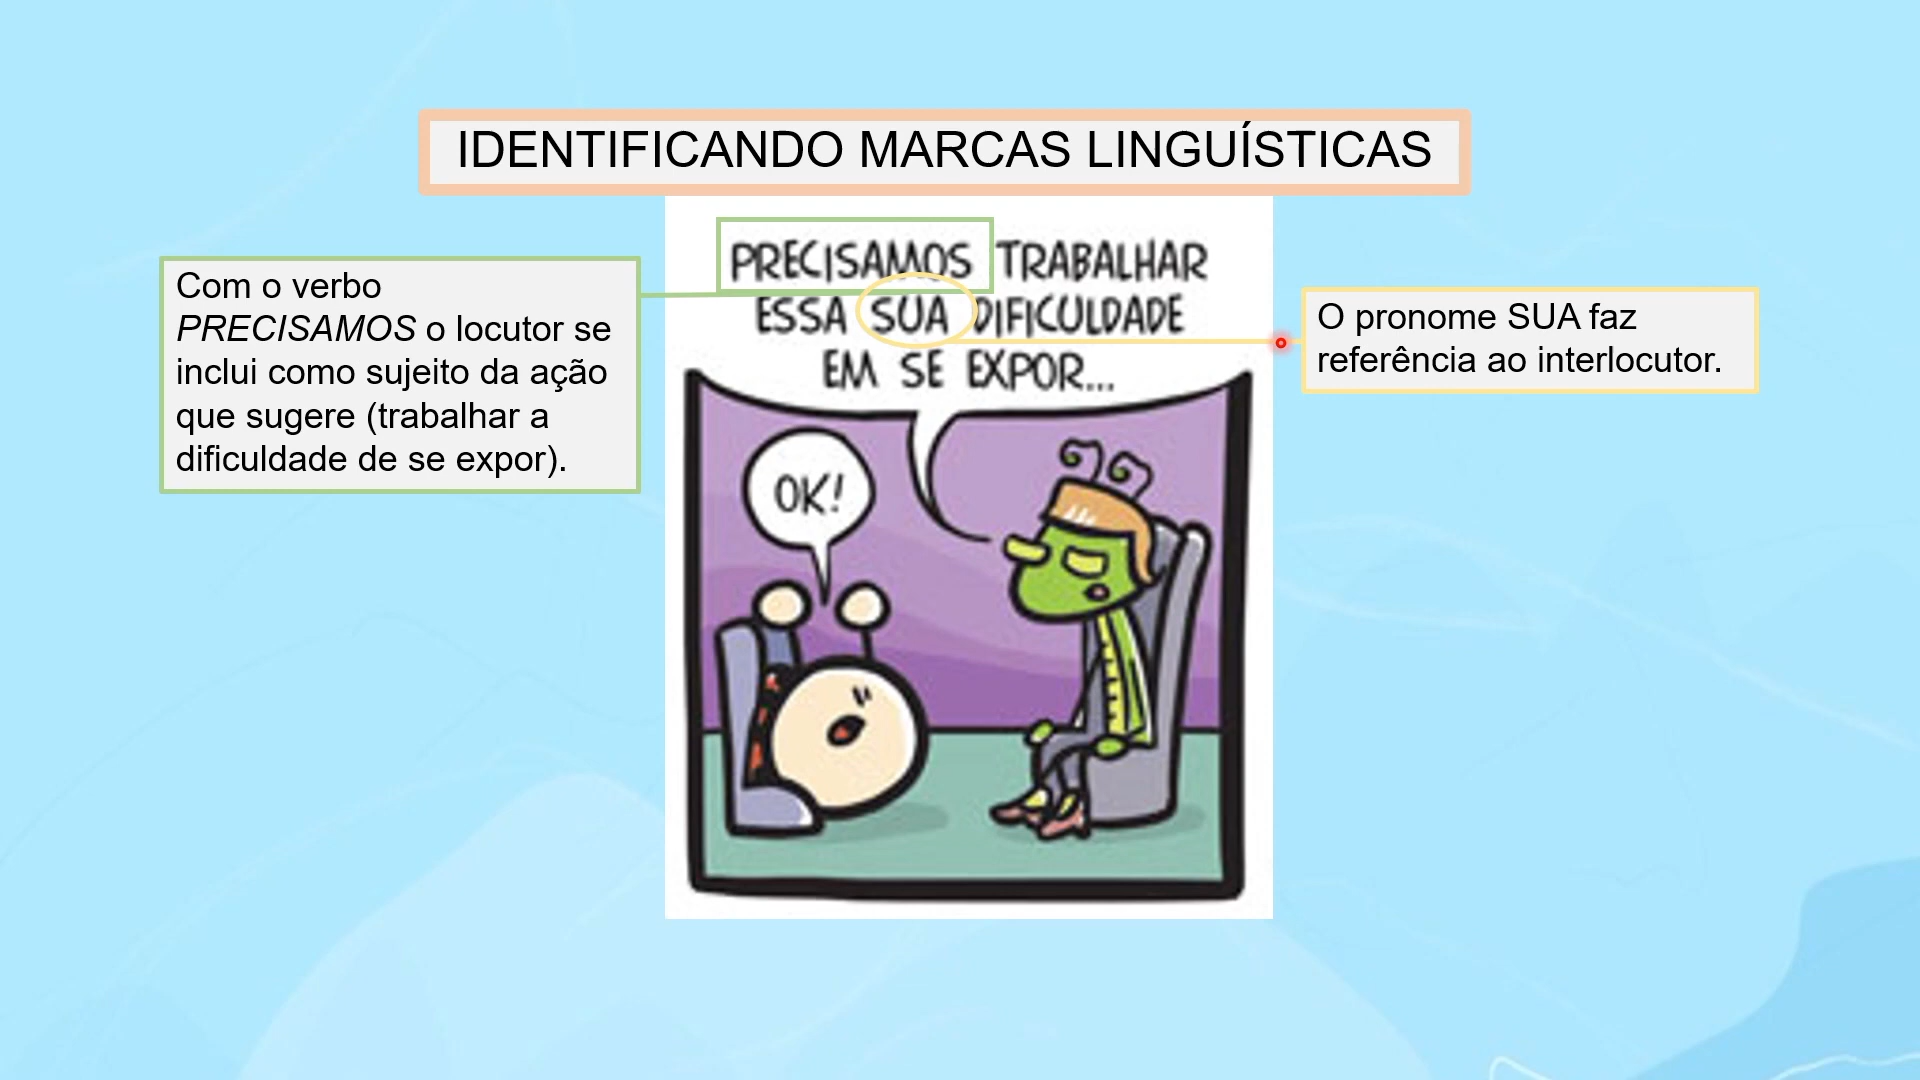 IDENTIFICANDO MARCAS LINGUÍSTICAS
Com o verbo
PRECISAMOS o locutor se
inclui como sujeito da ação
que sugere (trabalhar a
dificuldade de se expor).
PRECISAMOS TRABALHAR
ESSA SUA DIFICULDADE
EM SE EXPOR...
OK!
O pronome SUA faz
referência ao interlocutor.